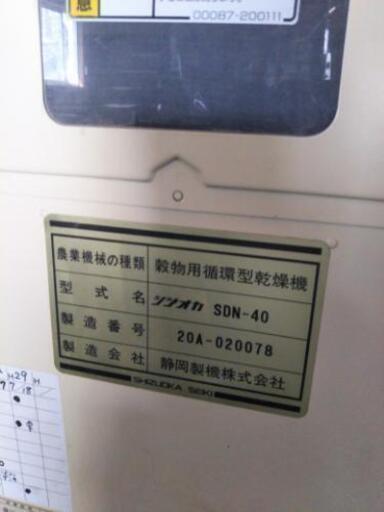 意
00087-200111
農業機械の種類 穀物用循環型乾燥機
型式名 シズオカ SDN-40
製造番号 20A-020078
製造会社 静岡製機株式会社
SHIZUOKA SEIKI
H29